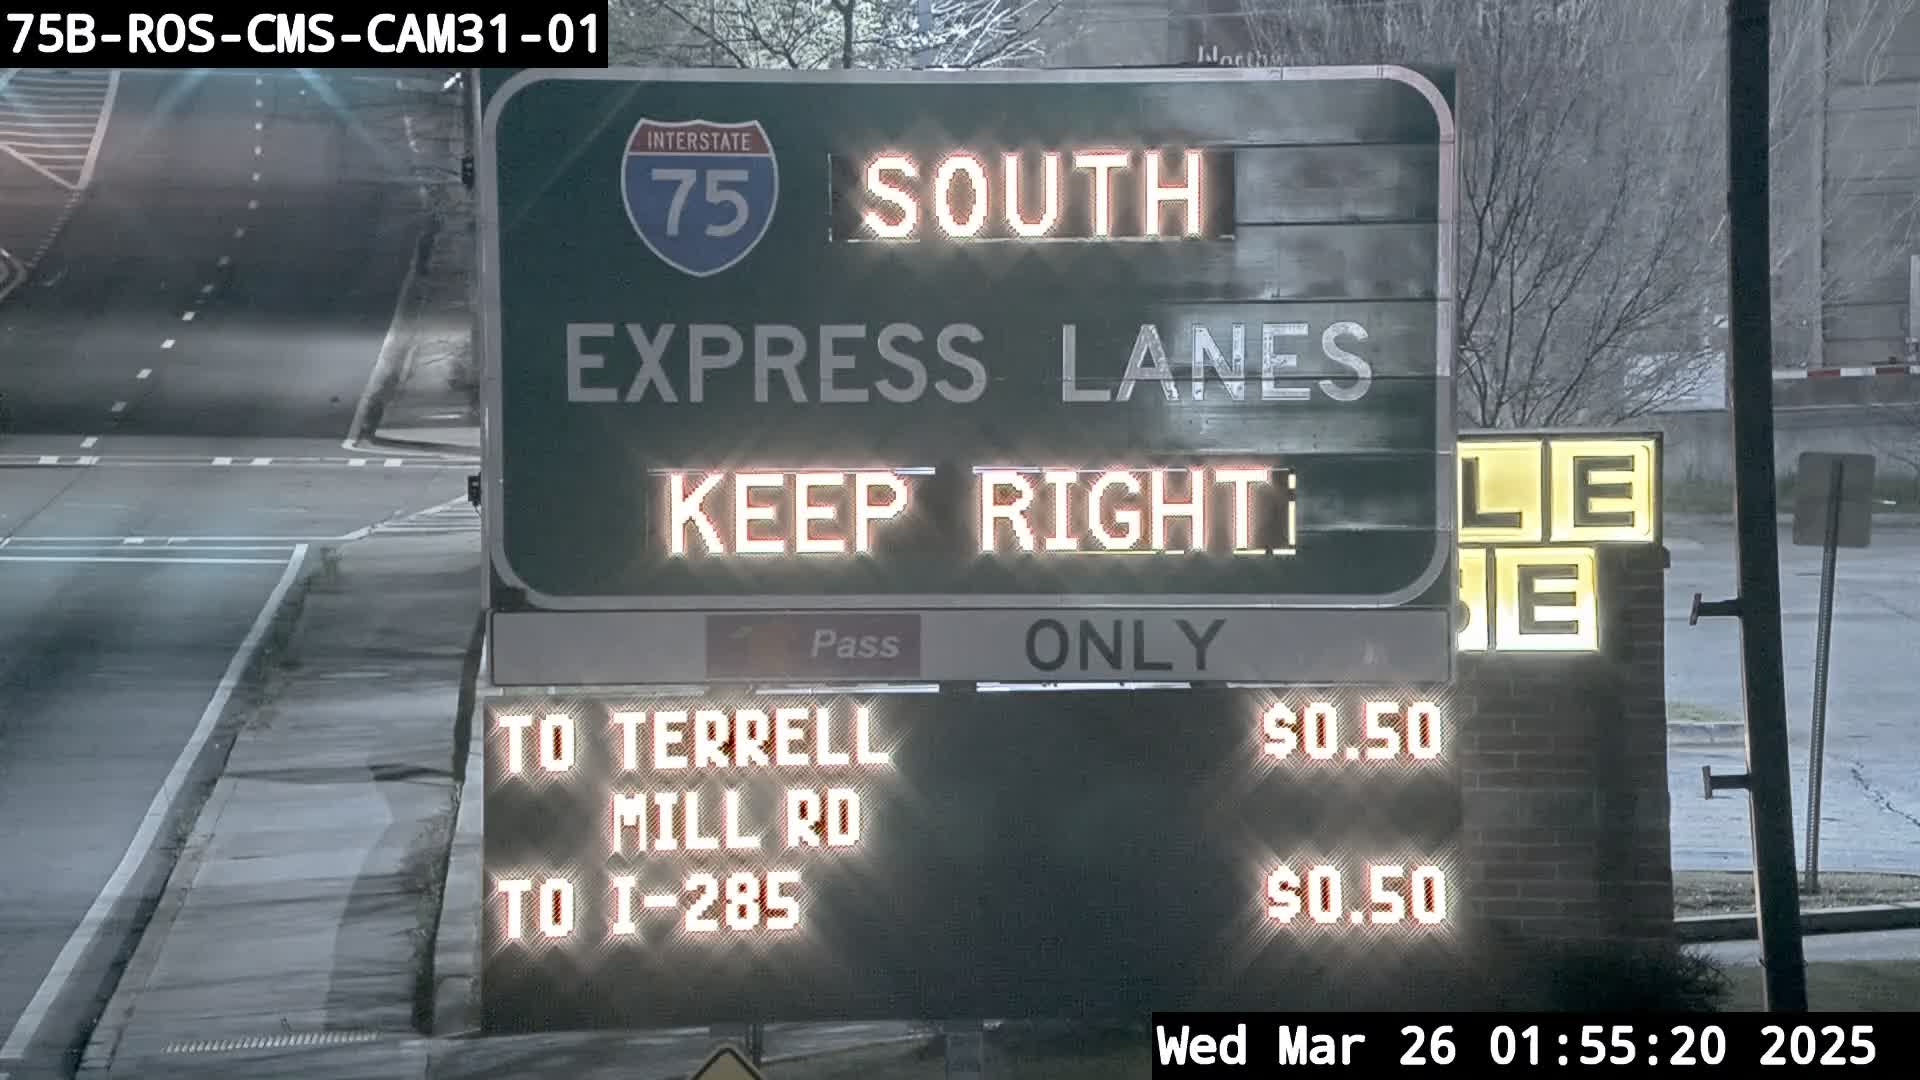 75B-ROS-CMS-CAM31-01
INTERSTATE
75
SOUTH
EXPRESS LANES
KEEP RIGHT
Pass ONLY
TO TERRELL $0.50
MILL RD
TO I-285 $0.50
LE
E
Wed Mar 26 01:55:20 2025